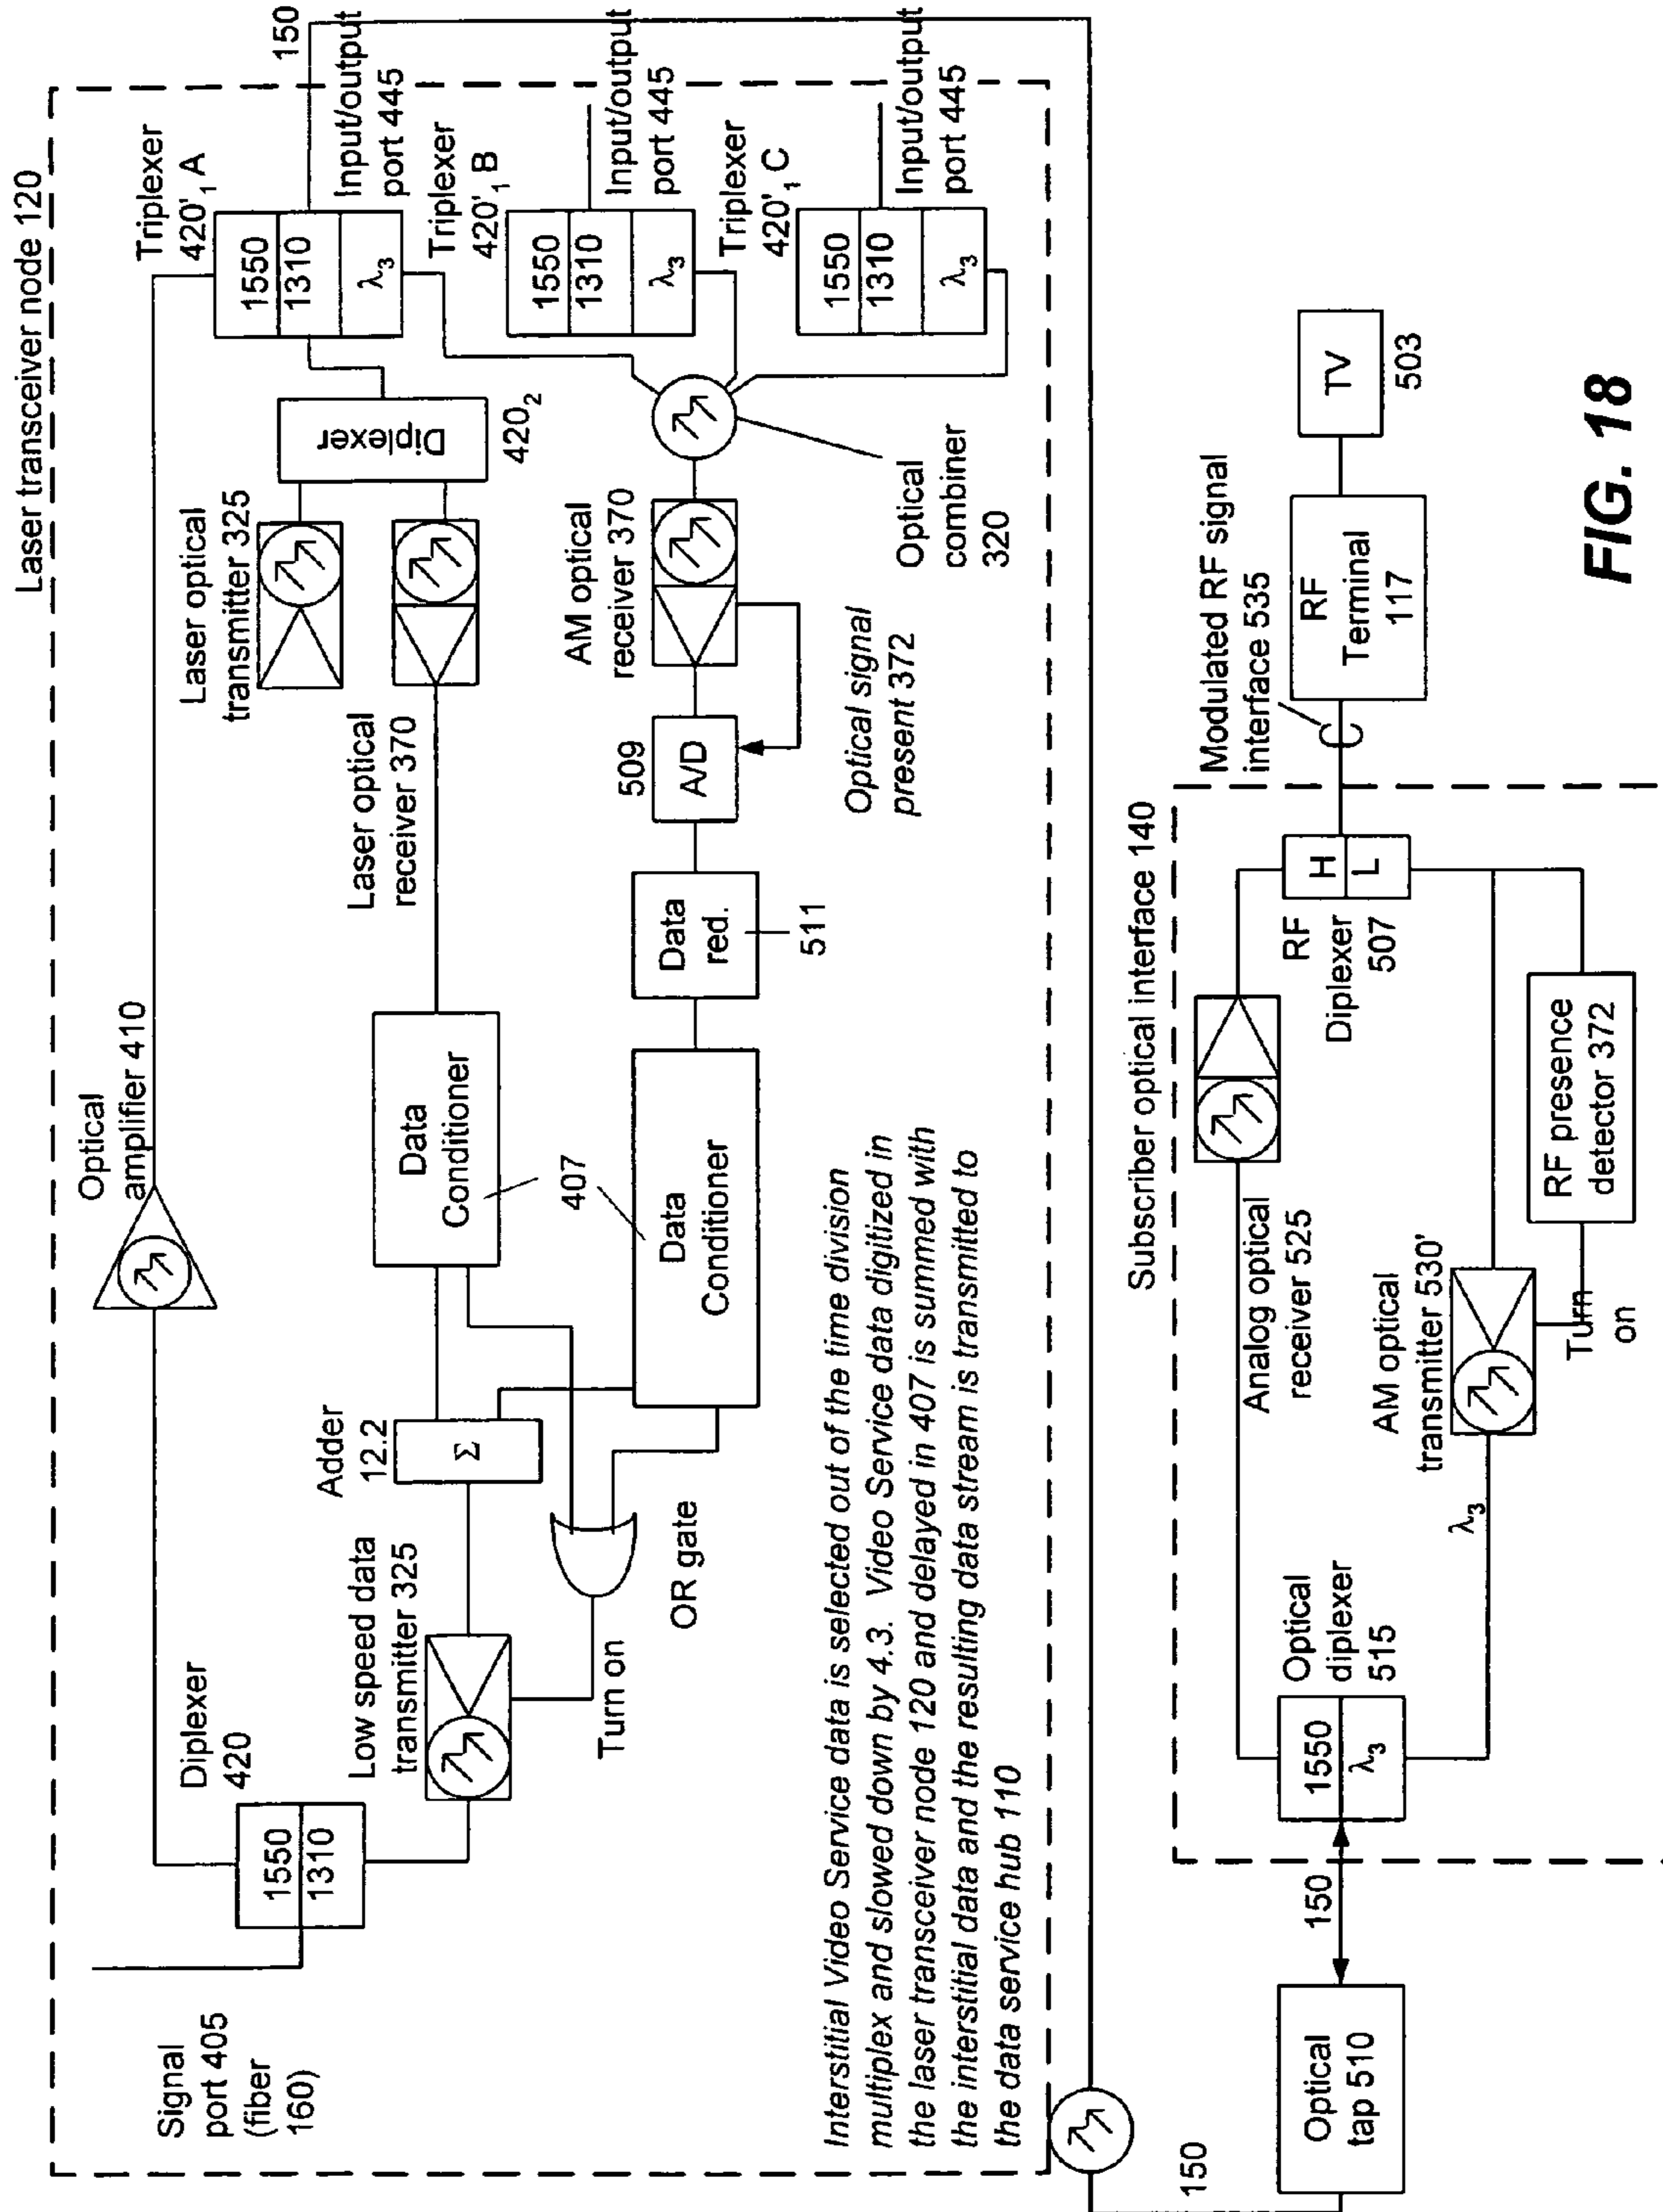 Laser transceiver node 120
Signal
port 405
(fiber
160)
Diplexer
420
1550
1310
Optical
amplifier 410
Low speed data
transmitter 325
Turn on
OR gate
Adder
12.2
Σ
Data
Conditioner
407
Data
Conditioner
Data
red.
511
509
A/D
Laser optical
receiver 370
Laser optical
transmitter 325
Diplexer
420₂
AM optical
receiver 370
Optical signal
present 372
Optical
combiner
320
Triplexer
420'₁ A
1550
1310
λ₃
150
Input/output
port 445
Triplexer
420'₁ B
1550
1310
λ₃
Input/output
port 445
Triplexer
420'₁ C
1550
1310
λ₃
Input/output
port 445
Interstitial Video Service data is selected out of the time division
multiplex and slowed down by 4.3. Video Service data digitized in
the laser transceiver node 120 and delayed in 407 is summed with
the interstitial data and the resulting data stream is transmitted to
the data service hub 110
150
Optical
tap 510
150
Subscriber optical interface 140
Optical
diplexer
515
1550
λ₃
λ₃
Analog optical
receiver 525
AM optical
transmitter 530'
Turn
on
RF presence
detector 372
RF
Diplexer
507
H
L
Modulated RF signal
interface 535
RF
Terminal
117
TV
503
FIG. 18